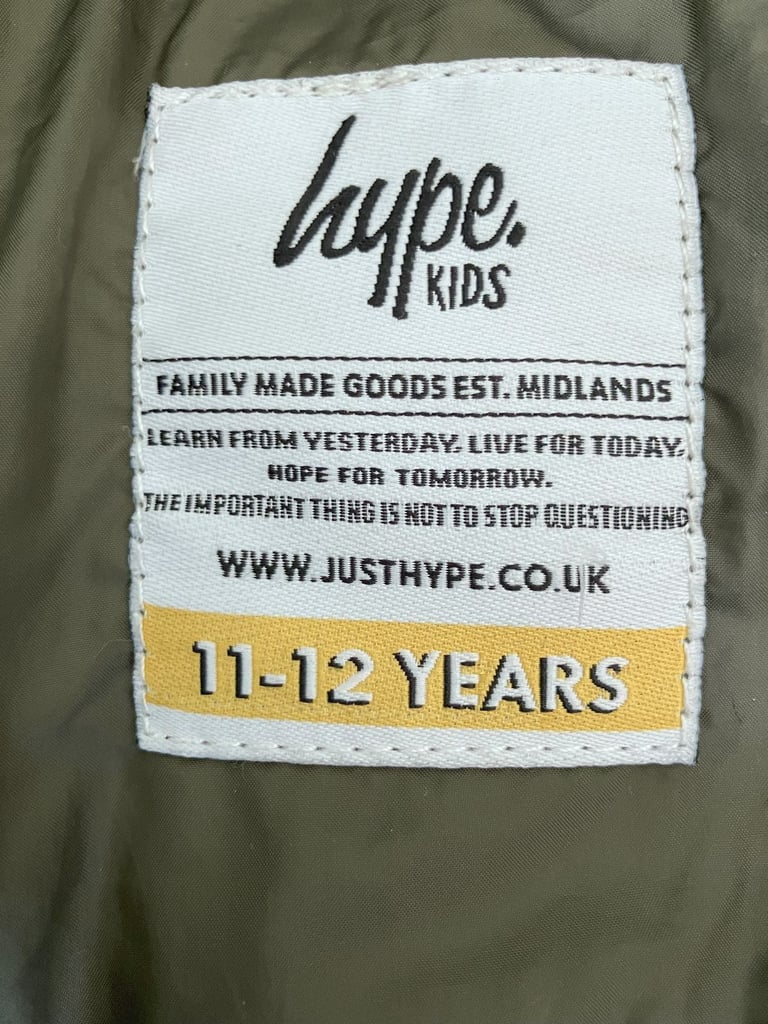 hype.
KIDS
FAMILY MADE GOODS EST. MIDLANDS
LEARN FROM YESTERDAY. LIVE FOR TODAY.
HOPE FOR TOMORROW.
THE IMPORTANT THING IS NOT TO STOP QUESTIONING
WWW.JUSTHYPE.CO.UK
11-12 YEARS